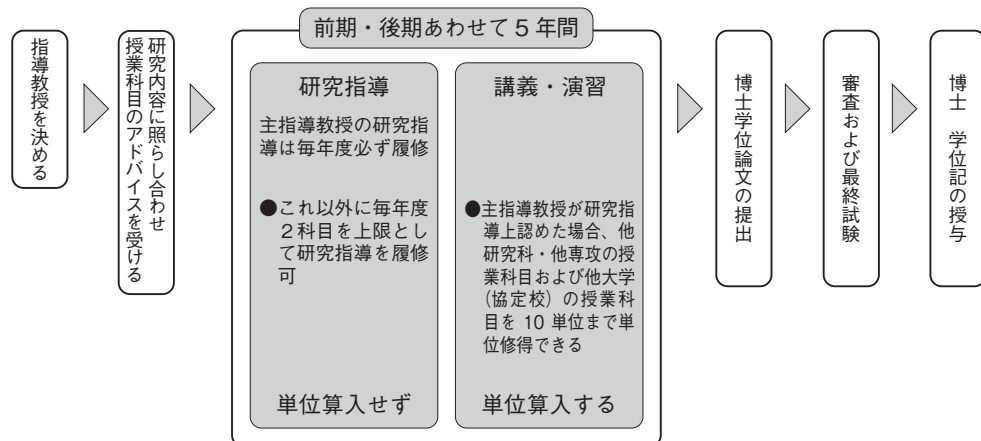 指導教授を決める
研究内容に照らし合わせ
授業科目のアドバイスを受ける
前期・後期あわせて5年間
研究指導
主指導教授の研究指
導は毎年度必ず履修
●これ以外に毎年度
2科目を上限とし
て研究指導を履修
可
単位算入せず
講義・演習
●主指導教授が研究指
導上認めた場合、他
研究科・他専攻の授
業科目および他大学
(協定校)の授業科
目を 10 単位まで単
位修得できる
単位算入する
博士学位論文の提出
審査および最終試験
博士 学位記の授与